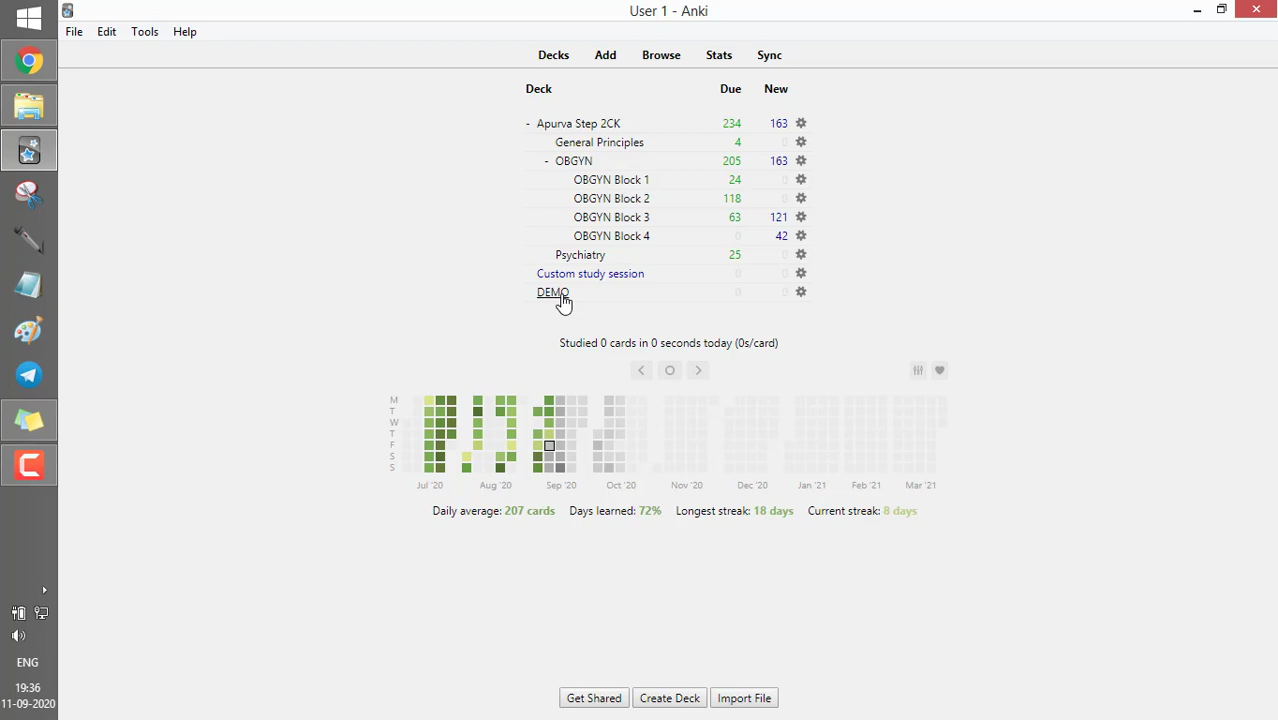 User 1 - Anki
File Edit Tools Help
Decks Add Browse Stats Sync
Deck Due New
- Apurva Step 2CK 234 163
General Principles 4 0
- OBGYN 205 163
OBGYN Block 1 24 0
OBGYN Block 2 118 0
OBGYN Block 3 63 121
OBGYN Block 4 0 42
Psychiatry 25 0
Custom study session 0 0
DEMO 0 0
Studied 0 cards in 0 seconds today (0s/card)
M
T
W
T
F
S
S
Jul '20 Aug '20 Sep '20 Oct '20 Nov '20 Dec '20 Jan '21 Feb '21 Mar '21
Daily average: 207 cards Days learned: 72% Longest streak: 18 days Current streak: 8 days
Get Shared Create Deck Import File
ENG
19:36
11-09-2020